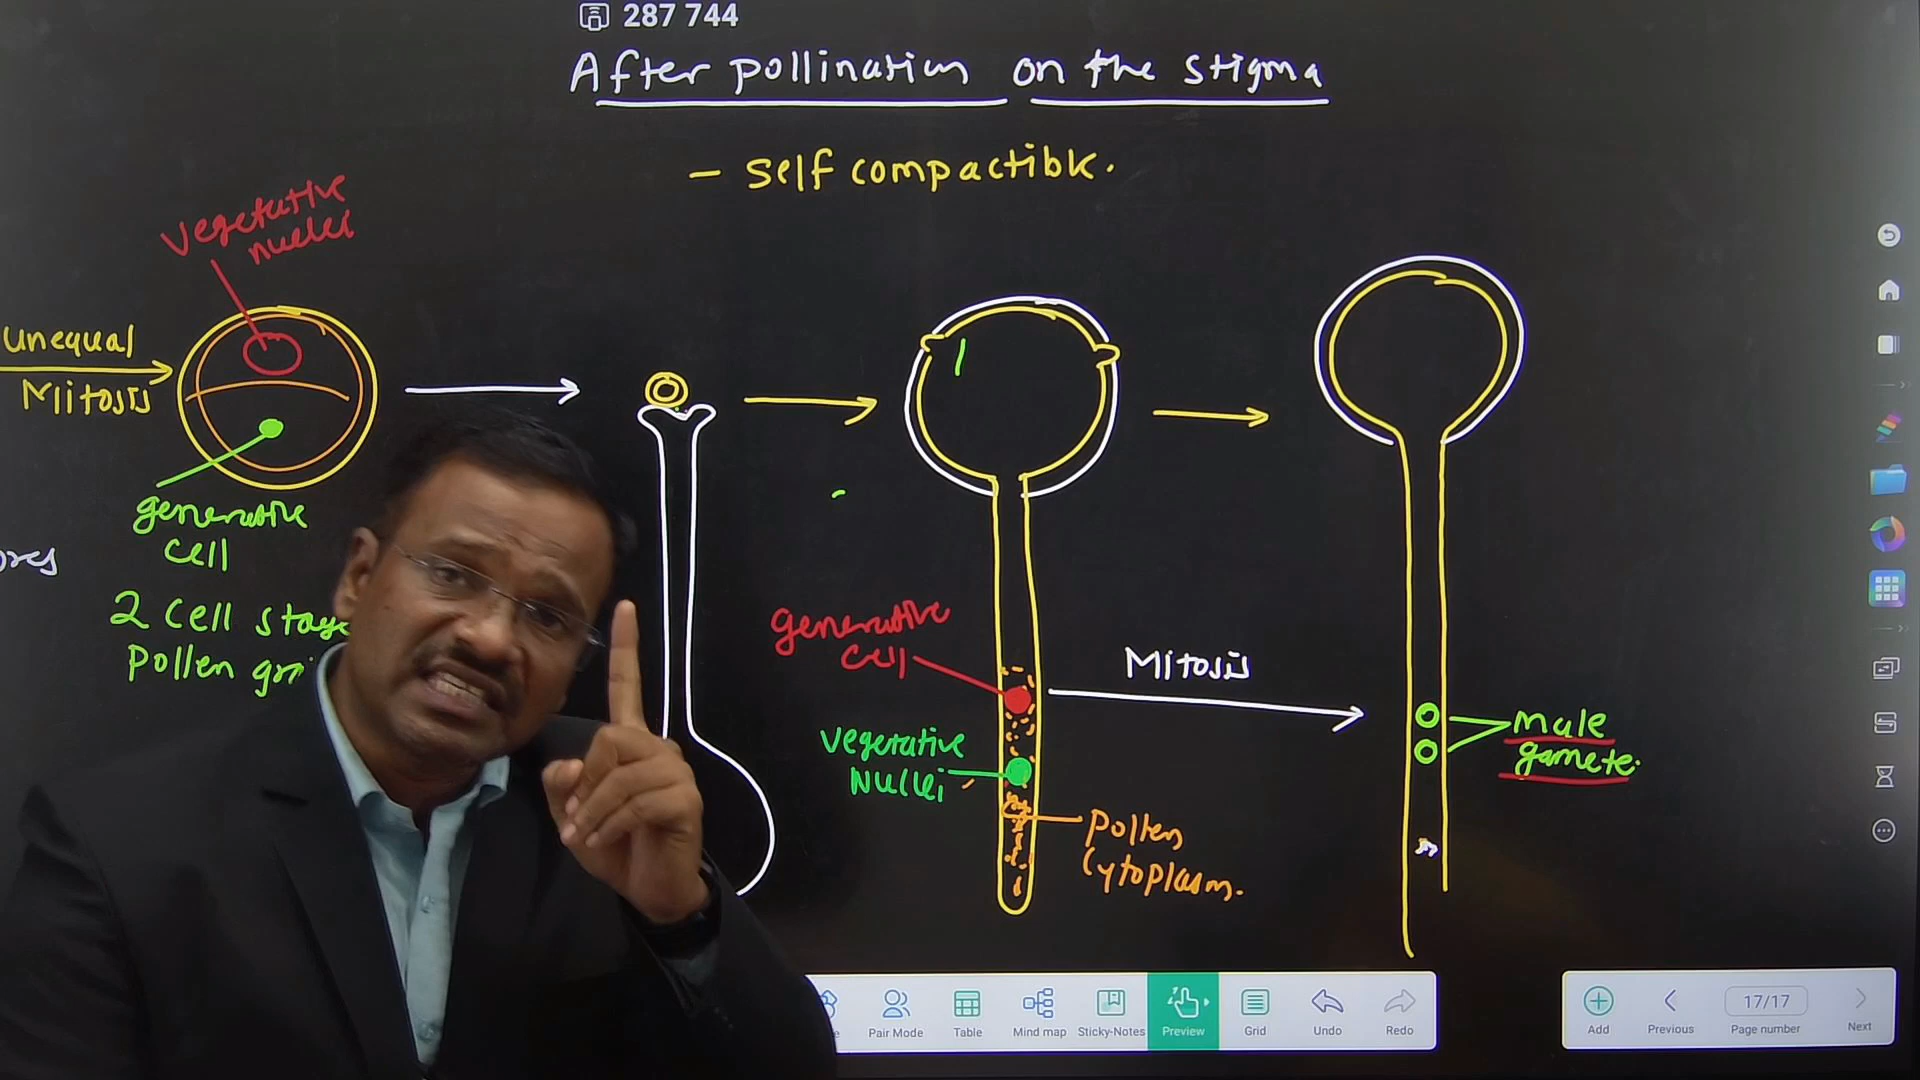 287 744
After pollination on the stigma
- self compactible.
Vegetative
nuclei
unequal
Mitosis
generative
cell
2 cell stage
pollen
generative
cell
Vegetative
Nuclei
Mitosis
pollen
cytoplasm.
male
gamete.
Pair Mode
Table
Mind map
Sticky-Notes
Preview
Grid
Undo
Redo
Add
Previous
17/17
Page number
Next